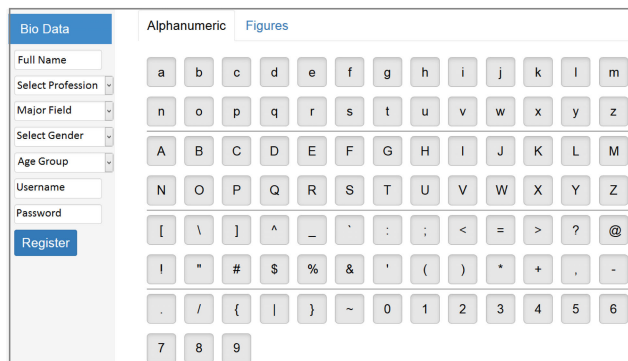 Bio Data
Full Name
Select Profession
Major Field
Select Gender
Age Group
Username
Password
Register
Alphanumeric Figures
a b c d e f g h i j k l m
n o p q r s t u v w x y z
A B C D E F G H I J K L M
N O P Q R S T U V W X Y Z
[ \ ] ^ _ ` : ; < = > ? @
! " # $ % & ' ( ) * + , -
. / { | } ~ 0 1 2 3 4 5 6
7 8 9